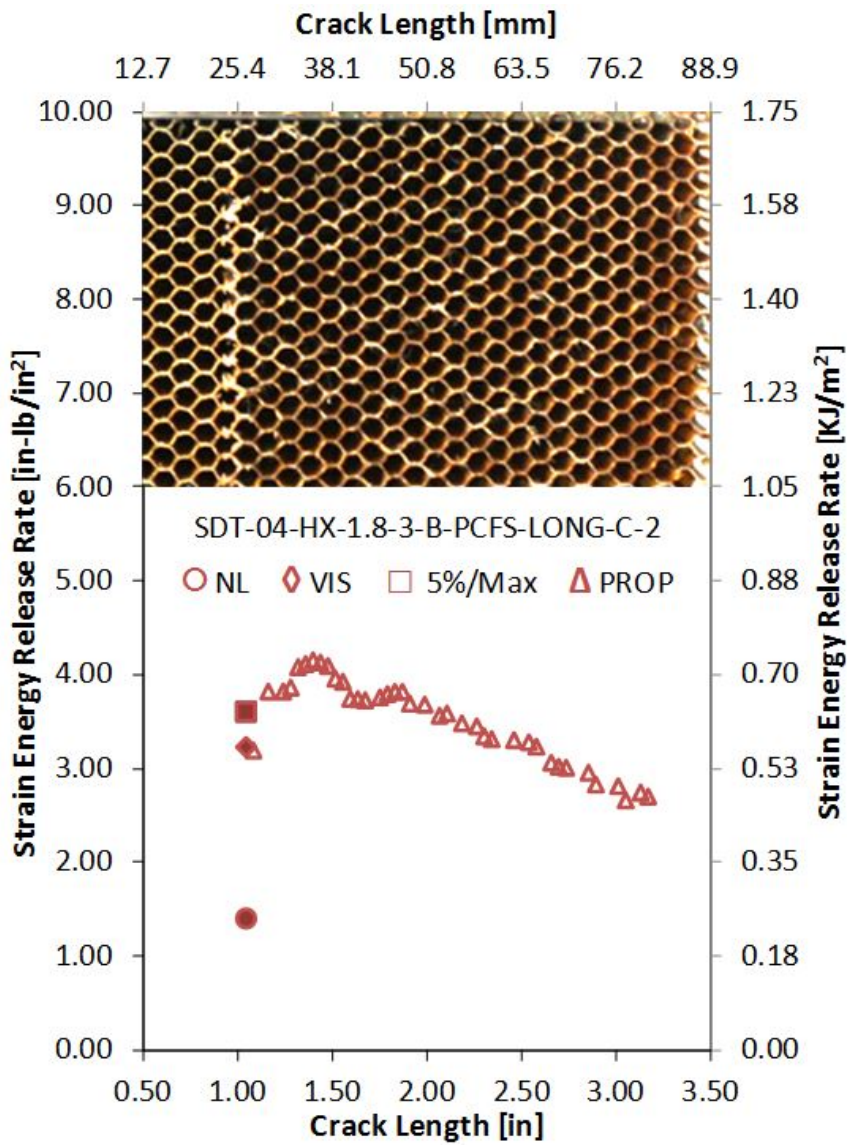 Crack Length [mm]
12.7 25.4 38.1 50.8 63.5 76.2 88.9
Strain Energy Release Rate [in-lb/in²]
10.00
9.00
8.00
7.00
6.00
5.00
4.00
3.00
2.00
1.00
0.00
SDT-04-HX-1.8-3-B-PCFS-LONG-C-2
NL VIS 5%/Max PROP
1.75
1.58
1.40
1.23
1.05
0.88
0.70
0.53
0.35
0.18
0.00
Strain Energy Release Rate [KJ/m²]
0.50 1.00 1.50 2.00 2.50 3.00 3.50
Crack Length [in]